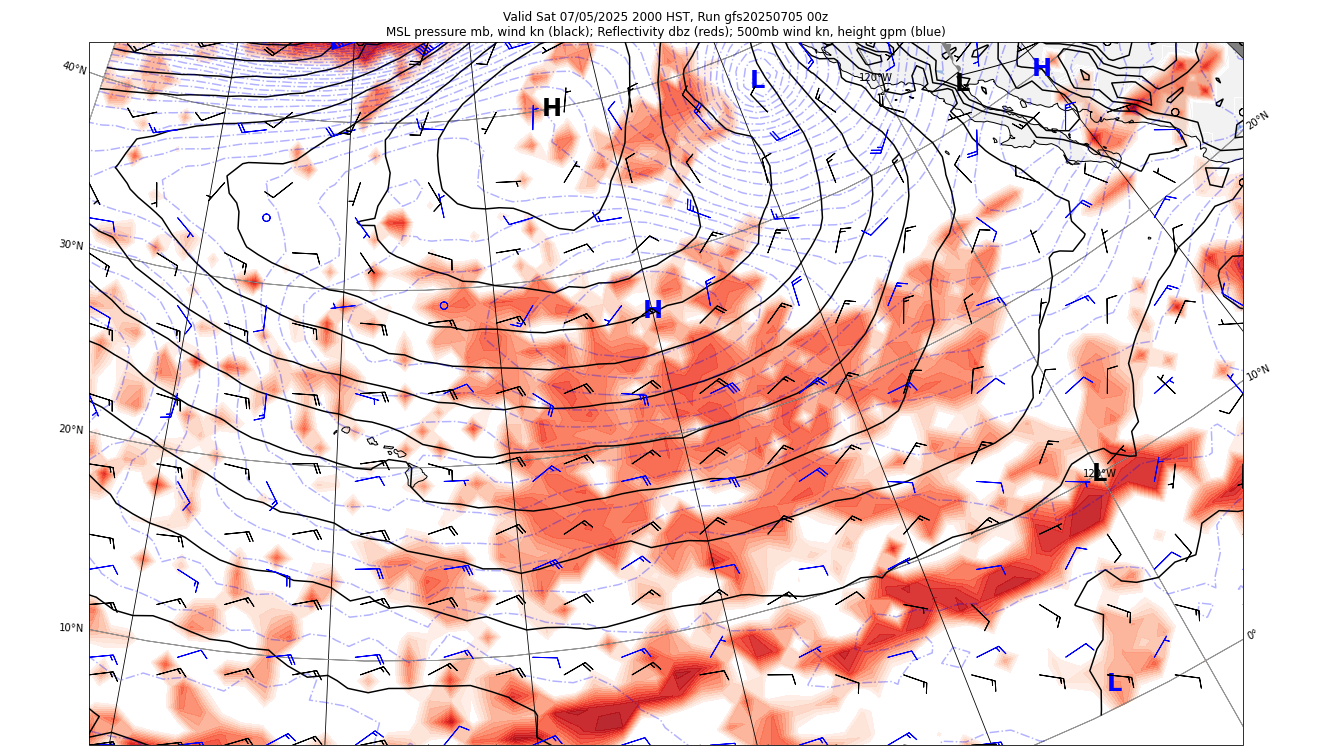 Valid Sat 07/05/2025 2000 HST, Run gfs20250705 00z
MSL pressure mb, wind kn (black); Reflectivity dbz (reds); 500mb wind kn, height gpm (blue)
40°N
H
L
120°W
L
H
20°N
30°N
H
10°N
20°N
120°W
L
10°N
0°
L